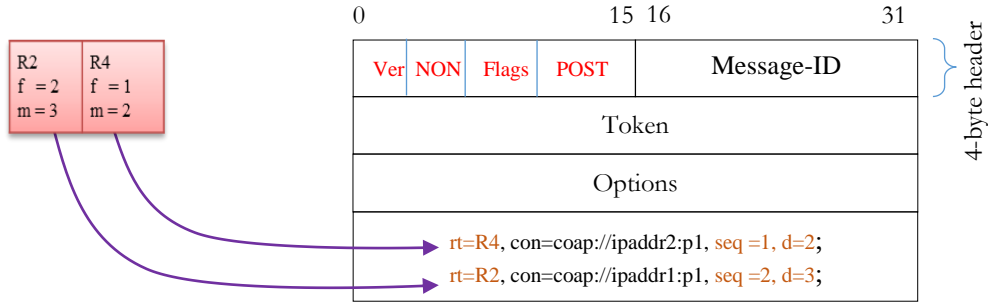 0 15 16 31
R2 R4
f = 2 f = 1
m = 3 m = 2
Ver NON Flags POST Message-ID
4-byte header
Token
Options
rt=R4, con=coap://ipaddr2:p1, seq =1, d=2;
rt=R2, con=coap://ipaddr1:p1, seq =2, d=3;